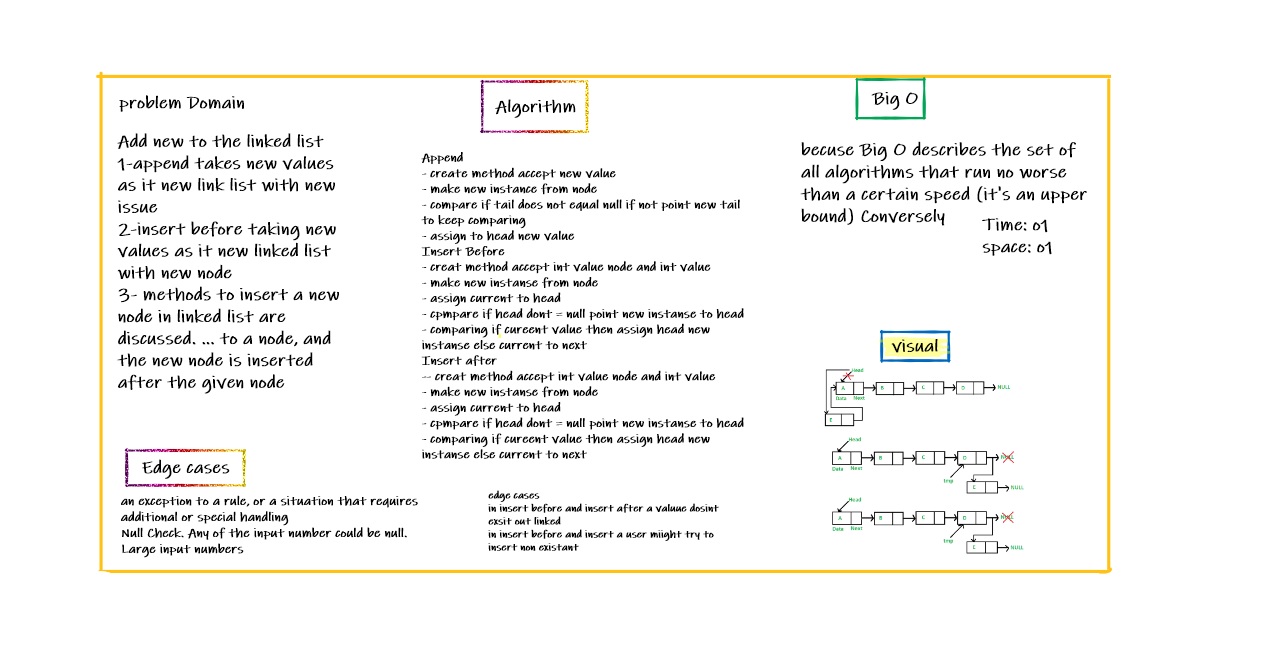 problem Domain
Add new to the linked list
1-append takes new values
as it new link list with new
issue
2-insert before taking new
values as it new linked list
with new node
3- methods to insert a new
node in linked list are
discussed. ... to a node, and
the new node is inserted
after the given node
Edge cases
an exception to a rule, or a situation that requires
additional or special handling
Null Check. Any of the input number could be null.
Large input numbers
Algorithm
Append
- create method accept new value
- make new instance from node
- compare if tail does not equal null if not point new tail
to keep comparing
- assign to head new value
Insert Before
- creat method accept int value node and int value
- make new instanse from node
- assign current to head
- cpmpare if head dont = null point new instanse to head
- comparing if cureent value then assign head new
instanse else current to next
Insert after
-- creat method accept int value node and int value
- make new instanse from node
- assign current to head
- cpmpare if head dont = null point new instanse to head
- comparing if cureent value then assign head new
instanse else current to next
edge cases
in insert before and insert after a valuue dosint
exsit out linked
in insert before and insert a user miight try to
insert non existant
Big O
becuse Big O describes the set of
all algorithms that run no worse
than a certain speed (it's an upper
bound) Conversely
Time: o1
space: o1
visual
Head
A B C D NULL
Data Next
E
Head
A B C D NULL
Data Next
tmp
E NULL
Head
A B C D NULL
Data Next
tmp
E NULL